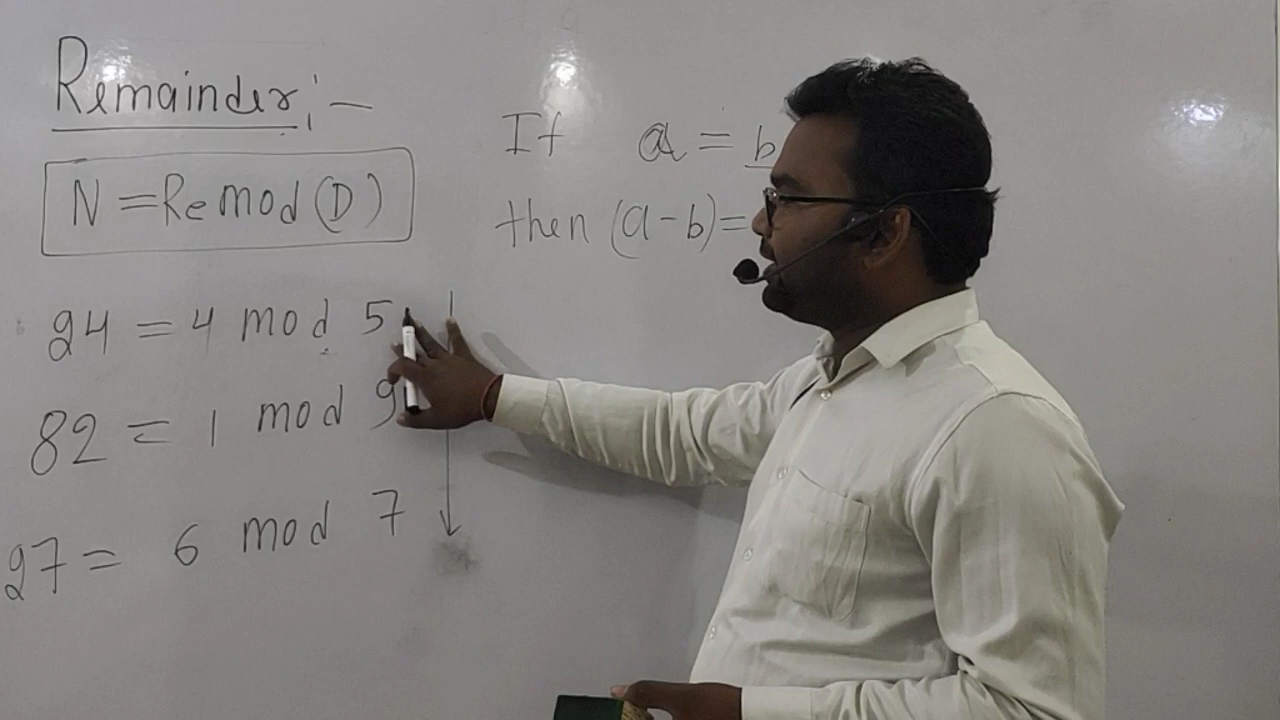 Remainder :-
N = Re mod (D)
24 = 4 mod 5
82 = 1 mod 9
27 = 6 mod 7
If a = b
then (a-b) =